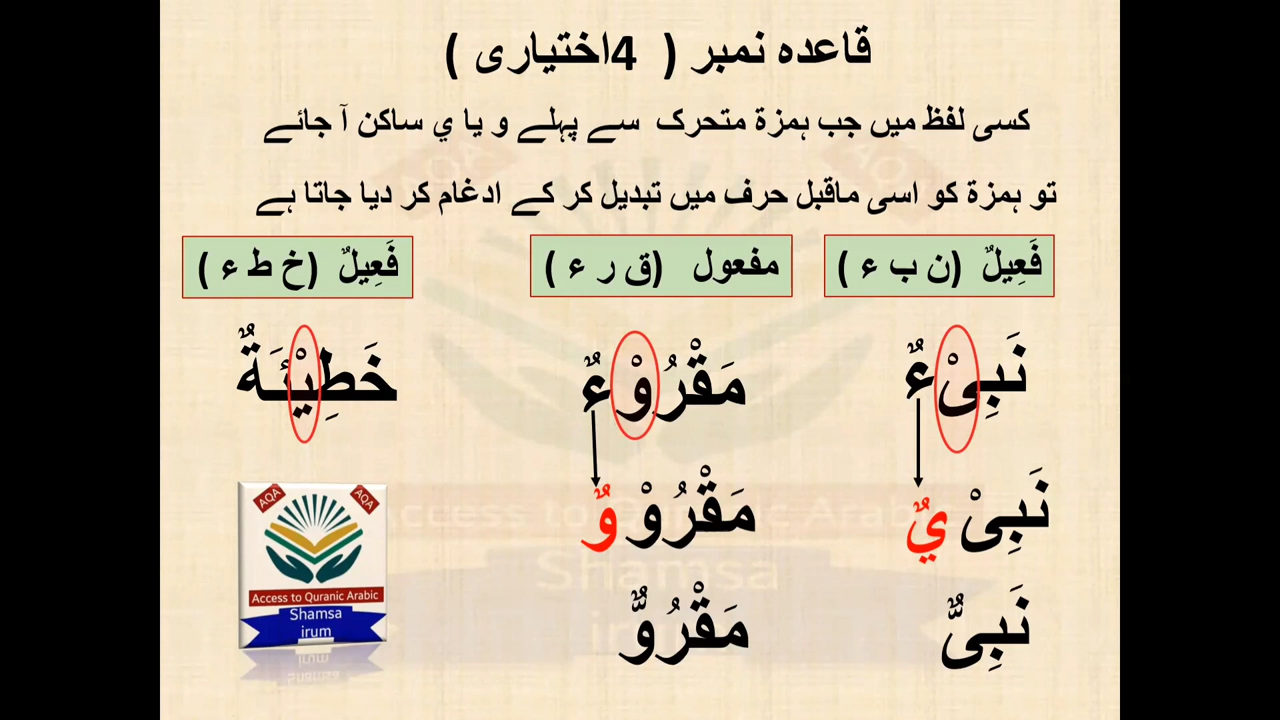 قاعدہ نمبر ( 4اختیاری )
کسی لفظ میں جب ہمزۃ متحرک سے پہلے و یا ي ساکن آ جائے
تو ہمزۃ کو اسی ماقبل حرف میں تبدیل کر کے ادغام کر دیا جاتا ہے
فَعِیلٌ (ن ب ء ) مفعول (ق ر ء ) فَعِیلٌ (خ ط ء )
نَبِیْءٌ مَقْرُوْءٌ خَطِیْئَةٌ
نَبِیْ يٌ مَقْرُوْ وٌ
نَبِیٌّ مَقْرُوٌّ
AQA AQA
Access to Quranic Arabic
Shamsa
irum